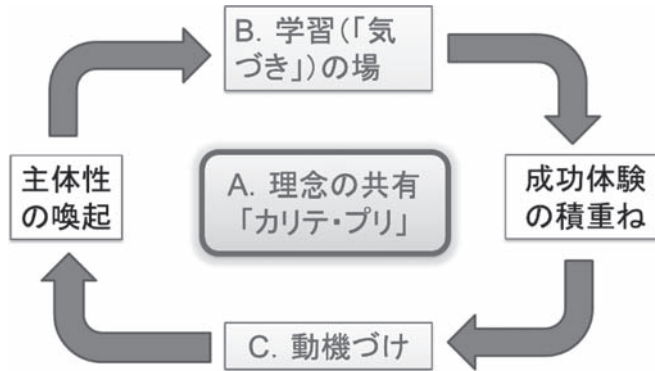 B. 学習(「気
づき」)の場
主体性
の喚起
A. 理念の共有
「カリテ・プリ」
成功体験
の積重ね
C. 動機づけ